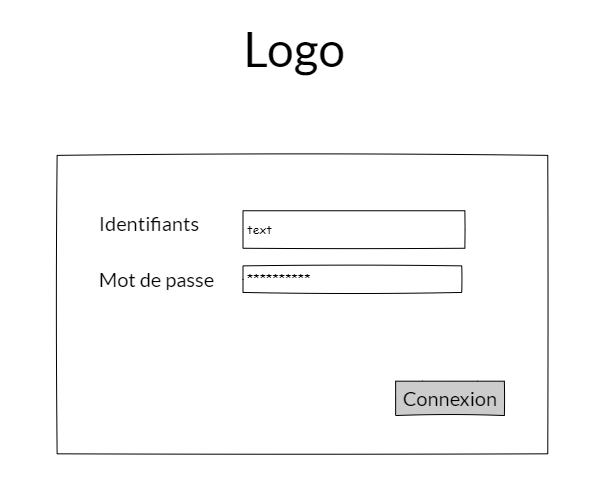 Logo
Identifiants
text
Mot de passe
**********
Connexion